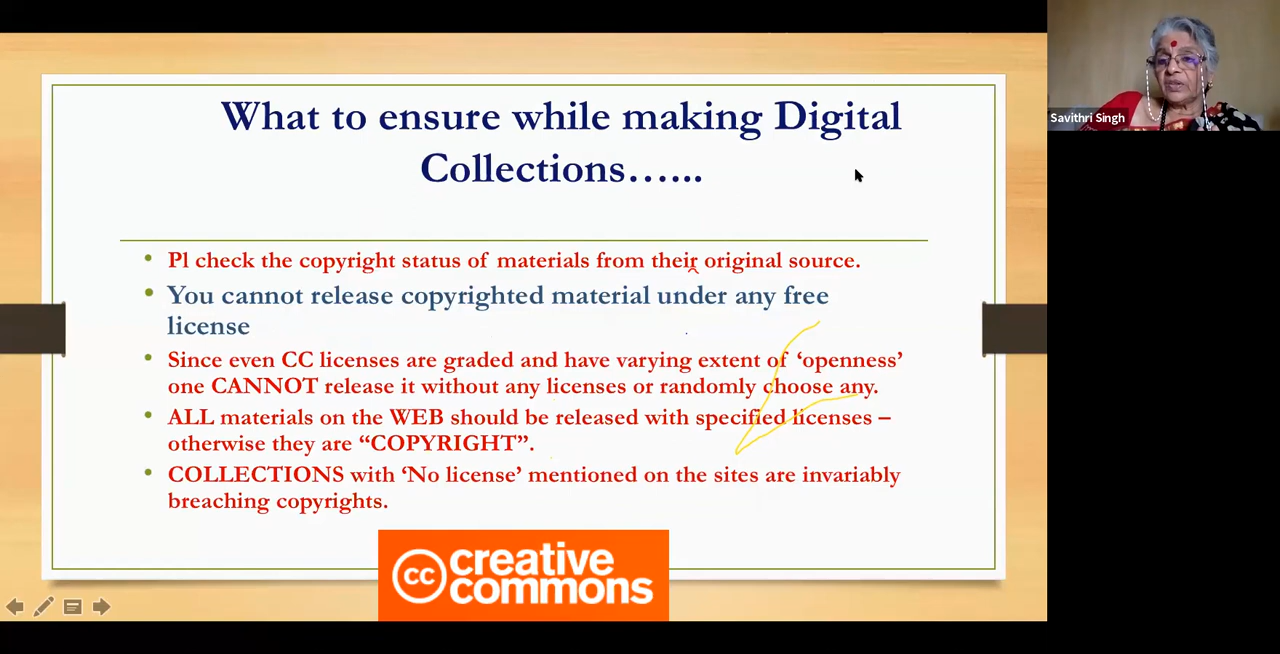 What to ensure while making Digital
Collections…...
Savithri Singh
Pl check the copyright status of materials from their original source.
You cannot release copyrighted material under any free
license
Since even CC licenses are graded and have varying extent of ‘openness’
one CANNOT release it without any licenses or randomly choose any.
ALL materials on the WEB should be released with specified licenses –
otherwise they are “COPYRIGHT”.
COLLECTIONS with ‘No license’ mentioned on the sites are invariably
breaching copyrights.
cc creative
commons